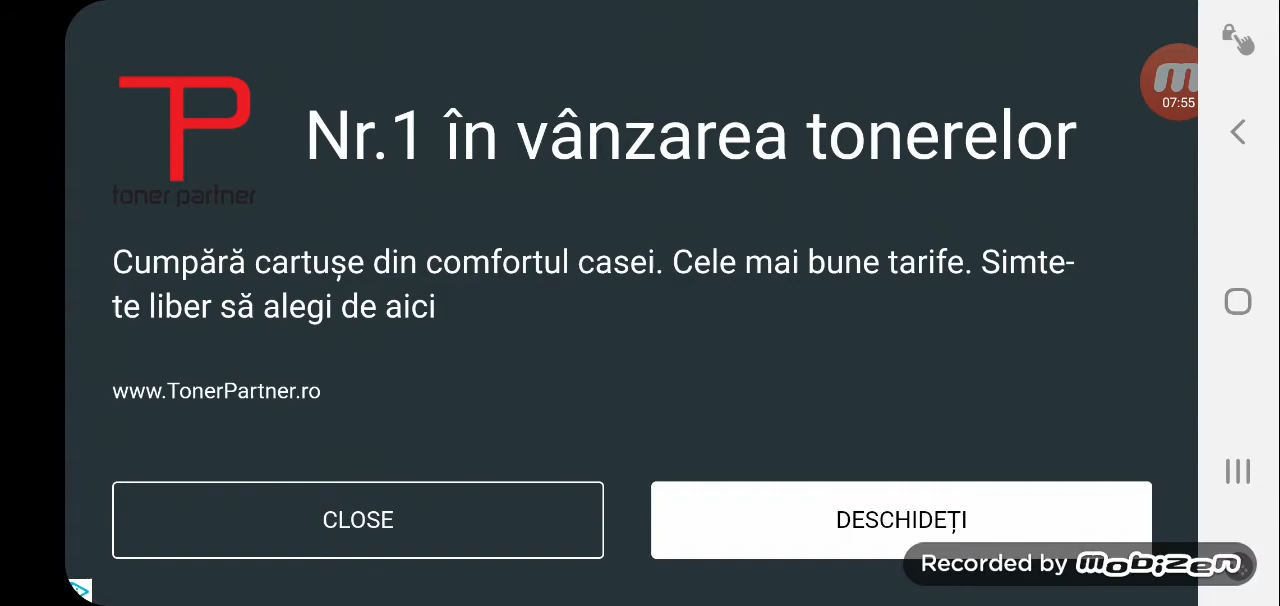 TP
toner partner
Nr.1 în vânzarea tonerelor
m
07:55
Cumpără cartușe din comfortul casei. Cele mai bune tarife. Simte-
te liber să alegi de aici
www.TonerPartner.ro
CLOSE
DESCHIDEȚI
Recorded by mobizen